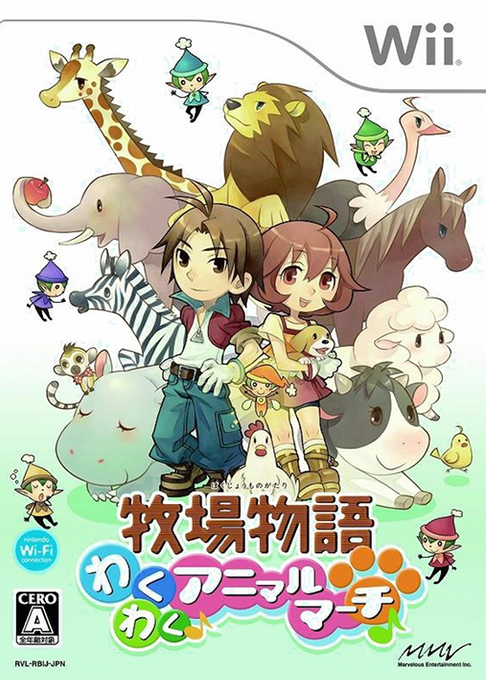 Wii®
ぼくじょうものがたり
牧場物語
わく
わく
アニマル
マーチ
nintendo
Wi-Fi
connection
CERO
A
全年齢対象
RVL-RBIJ-JPN
MMV
Marvelous Entertainment Inc.